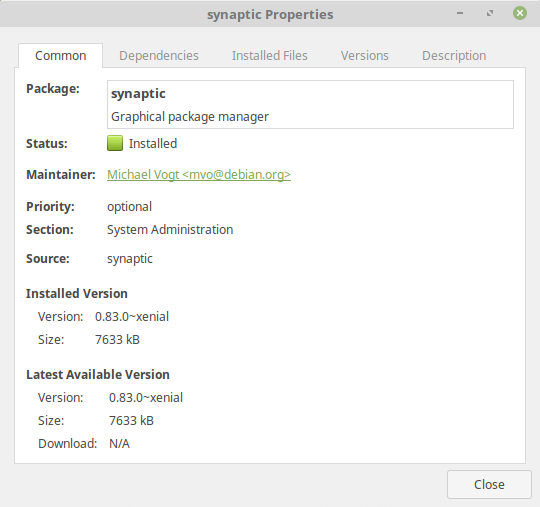 synaptic Properties
Common Dependencies Installed Files Versions Description
Package: synaptic
Graphical package manager
Status: Installed
Maintainer: Michael Vogt <mvo@debian.org>
Priority: optional
Section: System Administration
Source: synaptic
Installed Version
Version: 0.83.0~xenial
Size: 7633 kB
Latest Available Version
Version: 0.83.0~xenial
Size: 7633 kB
Download: N/A
Close